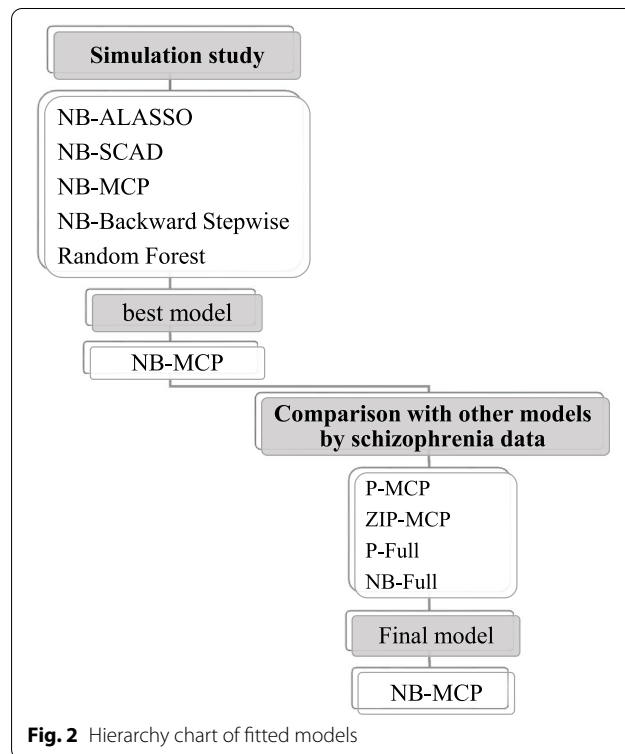 Simulation study
NB-ALASSO
NB-SCAD
NB-MCP
NB-Backward Stepwise
Random Forest
best model
NB-MCP
Comparison with other models
by schizophrenia data
P-MCP
ZIP-MCP
P-Full
NB-Full
Final model
NB-MCP
Fig. 2 Hierarchy chart of fitted models